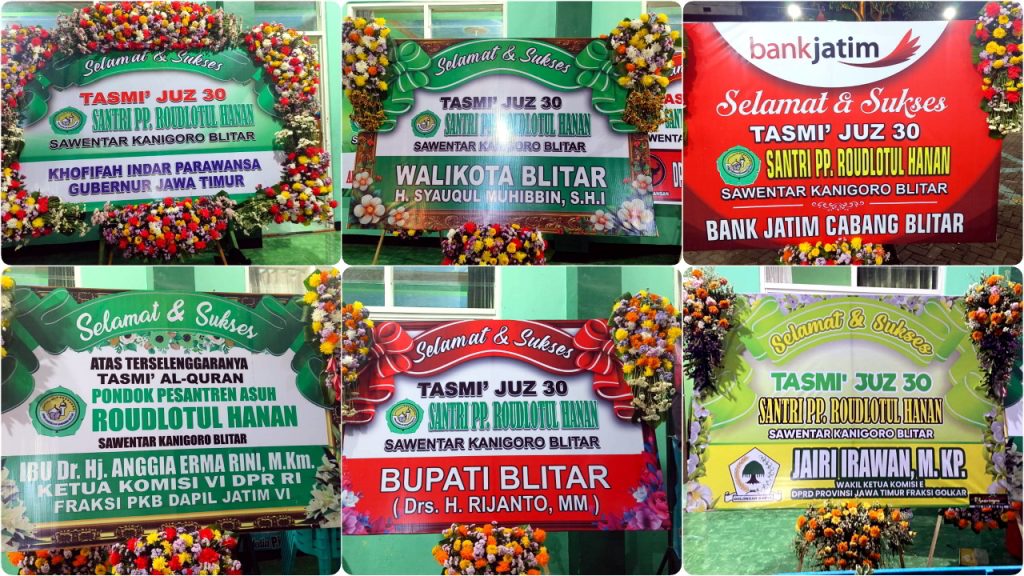 Selamat & Sukses
TASMI' JUZ 30
SANTRI PP. ROUDLOTUL HANAN
SAWENTAR KANIGORO BLITAR
KHOFIFAH INDAR PARAWANSA
GUBERNUR JAWA TIMUR
Selamat & Sukses
TASMI' JUZ 30
SANTRI PP. ROUDLOTUL HANAN
SAWENTAR KANIGORO BLITAR
WALIKOTA BLITAR
H. SYAUQUL MUHIBBIN, S.H.I
bankjatim
Selamat & Sukses
TASMI' JUZ 30
SANTRI PP. ROUDLOTUL HANAN
SAWENTAR KANIGORO BLITAR
BANK JATIM CABANG BLITAR
Selamat & Sukses
ATAS TERSELENGGARANYA
TASMI' AL-QURAN
PONDOK PESANTREN ASUH
ROUDLOTUL HANAN
SAWENTAR KANIGORO BLITAR
IBU Dr. Hj. ANGGIA ERMA RINI, M.Km.
KETUA KOMISI VI DPR RI
FRAKSI PKB DAPIL JATIM VI
Selamat & Sukses
TASMI' JUZ 30
SANTRI PP. ROUDLOTUL HANAN
SAWENTAR KANIGORO BLITAR
BUPATI BLITAR
( Drs. H. RIJANTO, MM )
Selamat & Sukses
TASMI' JUZ 30
SANTRI PP. ROUDLOTUL HANAN
SAWENTAR KANIGORO BLITAR
JAIRI IRAWAN, M. KP.
WAKIL KETUA KOMISI E
DPRD PROVINSI JAWA TIMUR FRAKSI GOLKAR